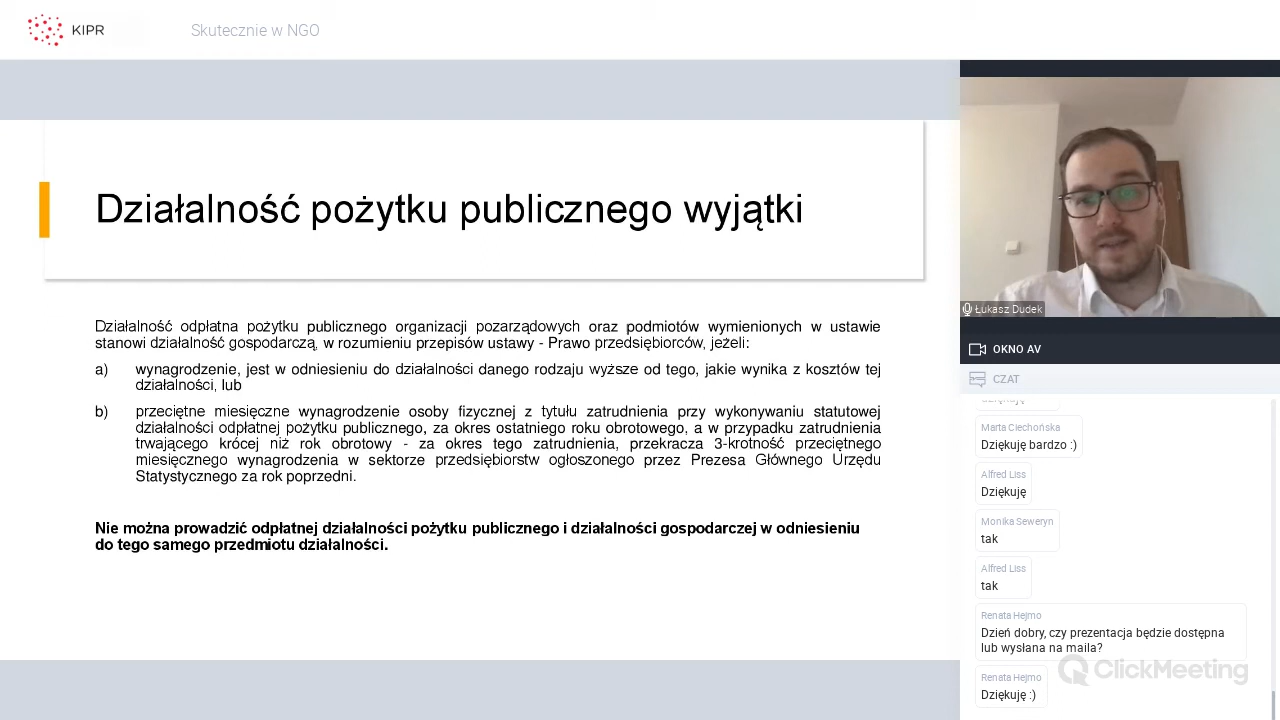 KIPR
Skutecznie w NGO
Działalność pożytku publicznego wyjątki
Działalność odpłatna pożytku publicznego organizacji pozarządowych oraz podmiotów wymienionych w ustawie
stanowi działalność gospodarczą, w rozumieniu przepisów ustawy - Prawo przedsiębiorców, jeżeli:
a) wynagrodzenie, jest w odniesieniu do działalności danego rodzaju wyższe od tego, jakie wynika z kosztów tej
działalności, lub
b) przeciętne miesięczne wynagrodzenie osoby fizycznej z tytułu zatrudnienia przy wykonywaniu statutowej
działalności odpłatnej pożytku publicznego, za okres ostatniego roku obrotowego, a w przypadku zatrudnienia
trwającego krócej niż rok obrotowy - za okres tego zatrudnienia, przekracza 3-krotność przeciętnego
miesięcznego wynagrodzenia w sektorze przedsiębiorstw ogłoszonego przez Prezesa Głównego Urzędu
Statystycznego za rok poprzedni.
Nie można prowadzić odpłatnej działalności pożytku publicznego i działalności gospodarczej w odniesieniu
do tego samego przedmiotu działalności.
Łukasz Dudek
OKNO AV
CZAT
Marta Ciechońska
Dziękuję bardzo :)
Alfred Liss
Dziękuję
Monika Seweryn
tak
Alfred Liss
tak
Renata Hejmo
Dzień dobry, czy prezentacja będzie dostępna
lub wysłana na maila?
Renata Hejmo
Dziękuję :)
ClickMeeting